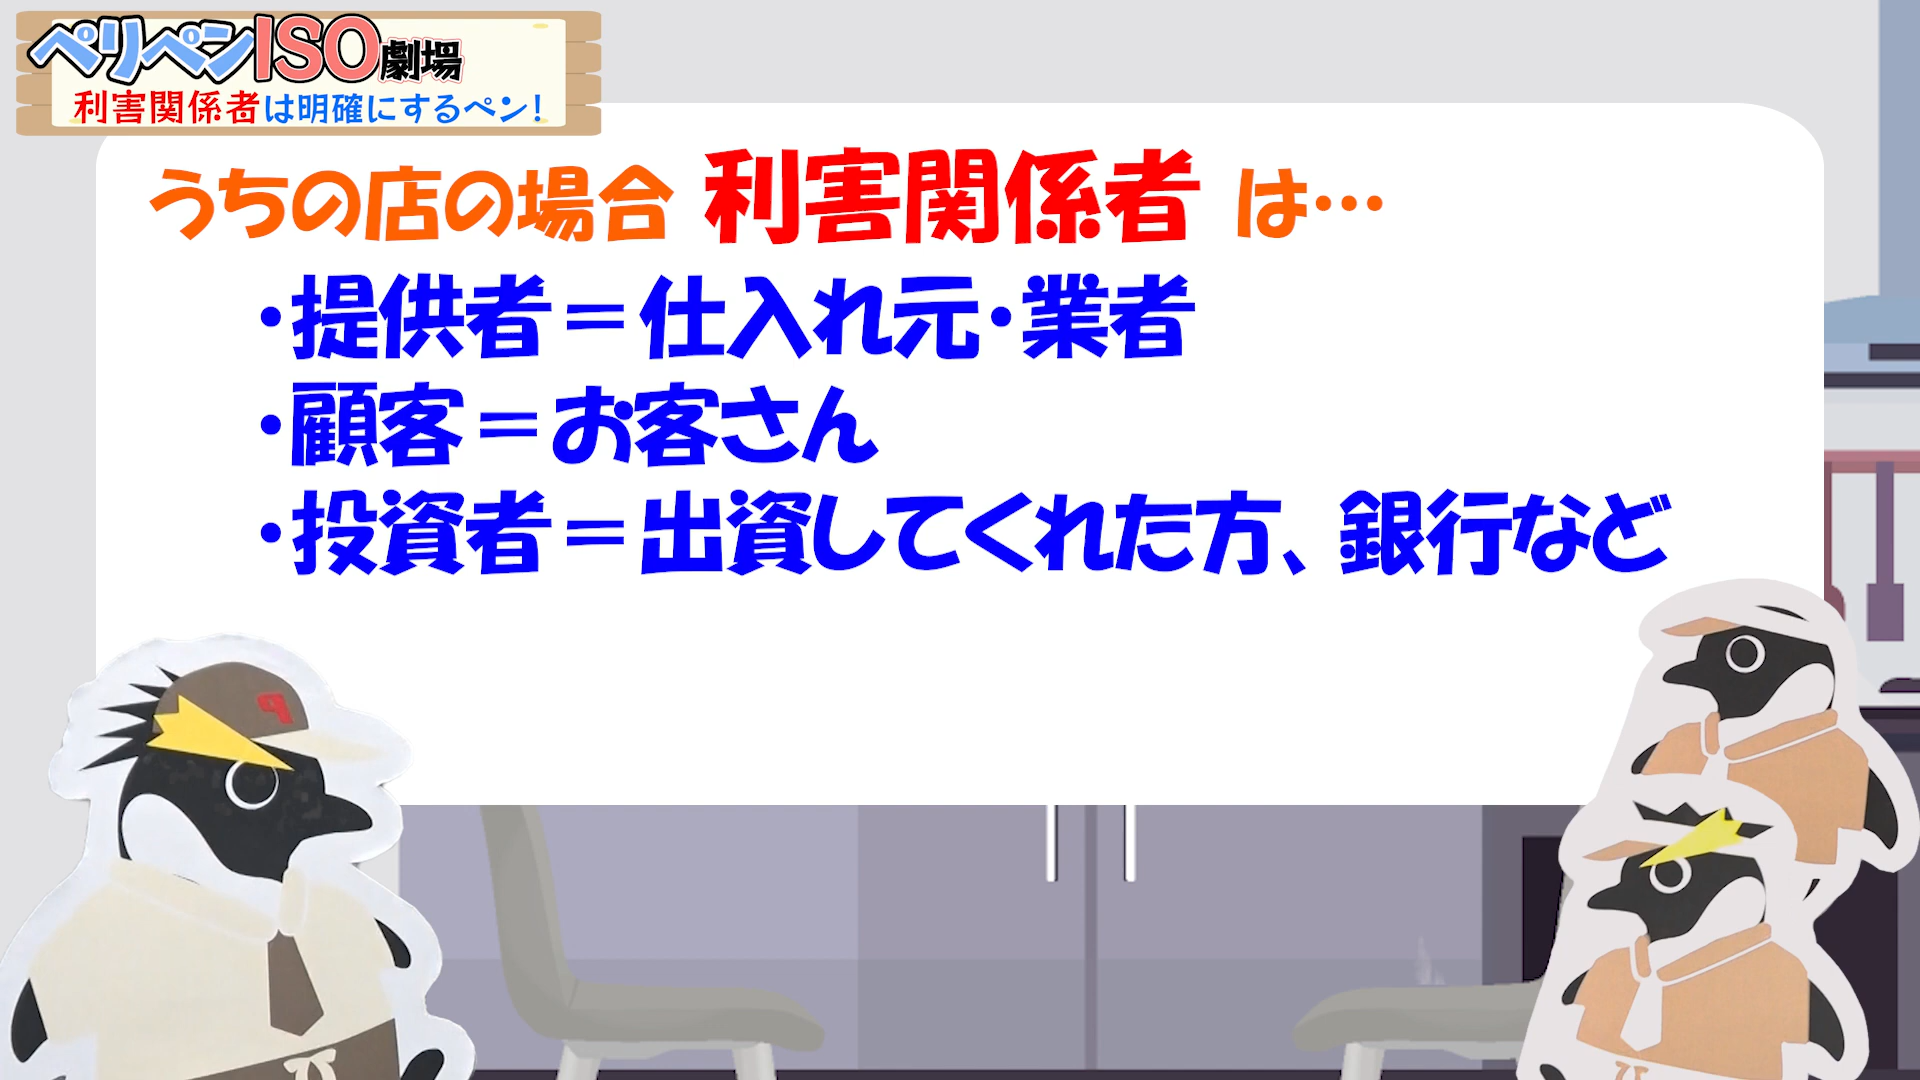 ペリペンISO劇場
利害関係者は明確にするペン!
うちの店の場合 利害関係者 は…
・提供者=仕入れ元・業者
・顧客=お客さん
・投資者=出資してくれた方、銀行など
P